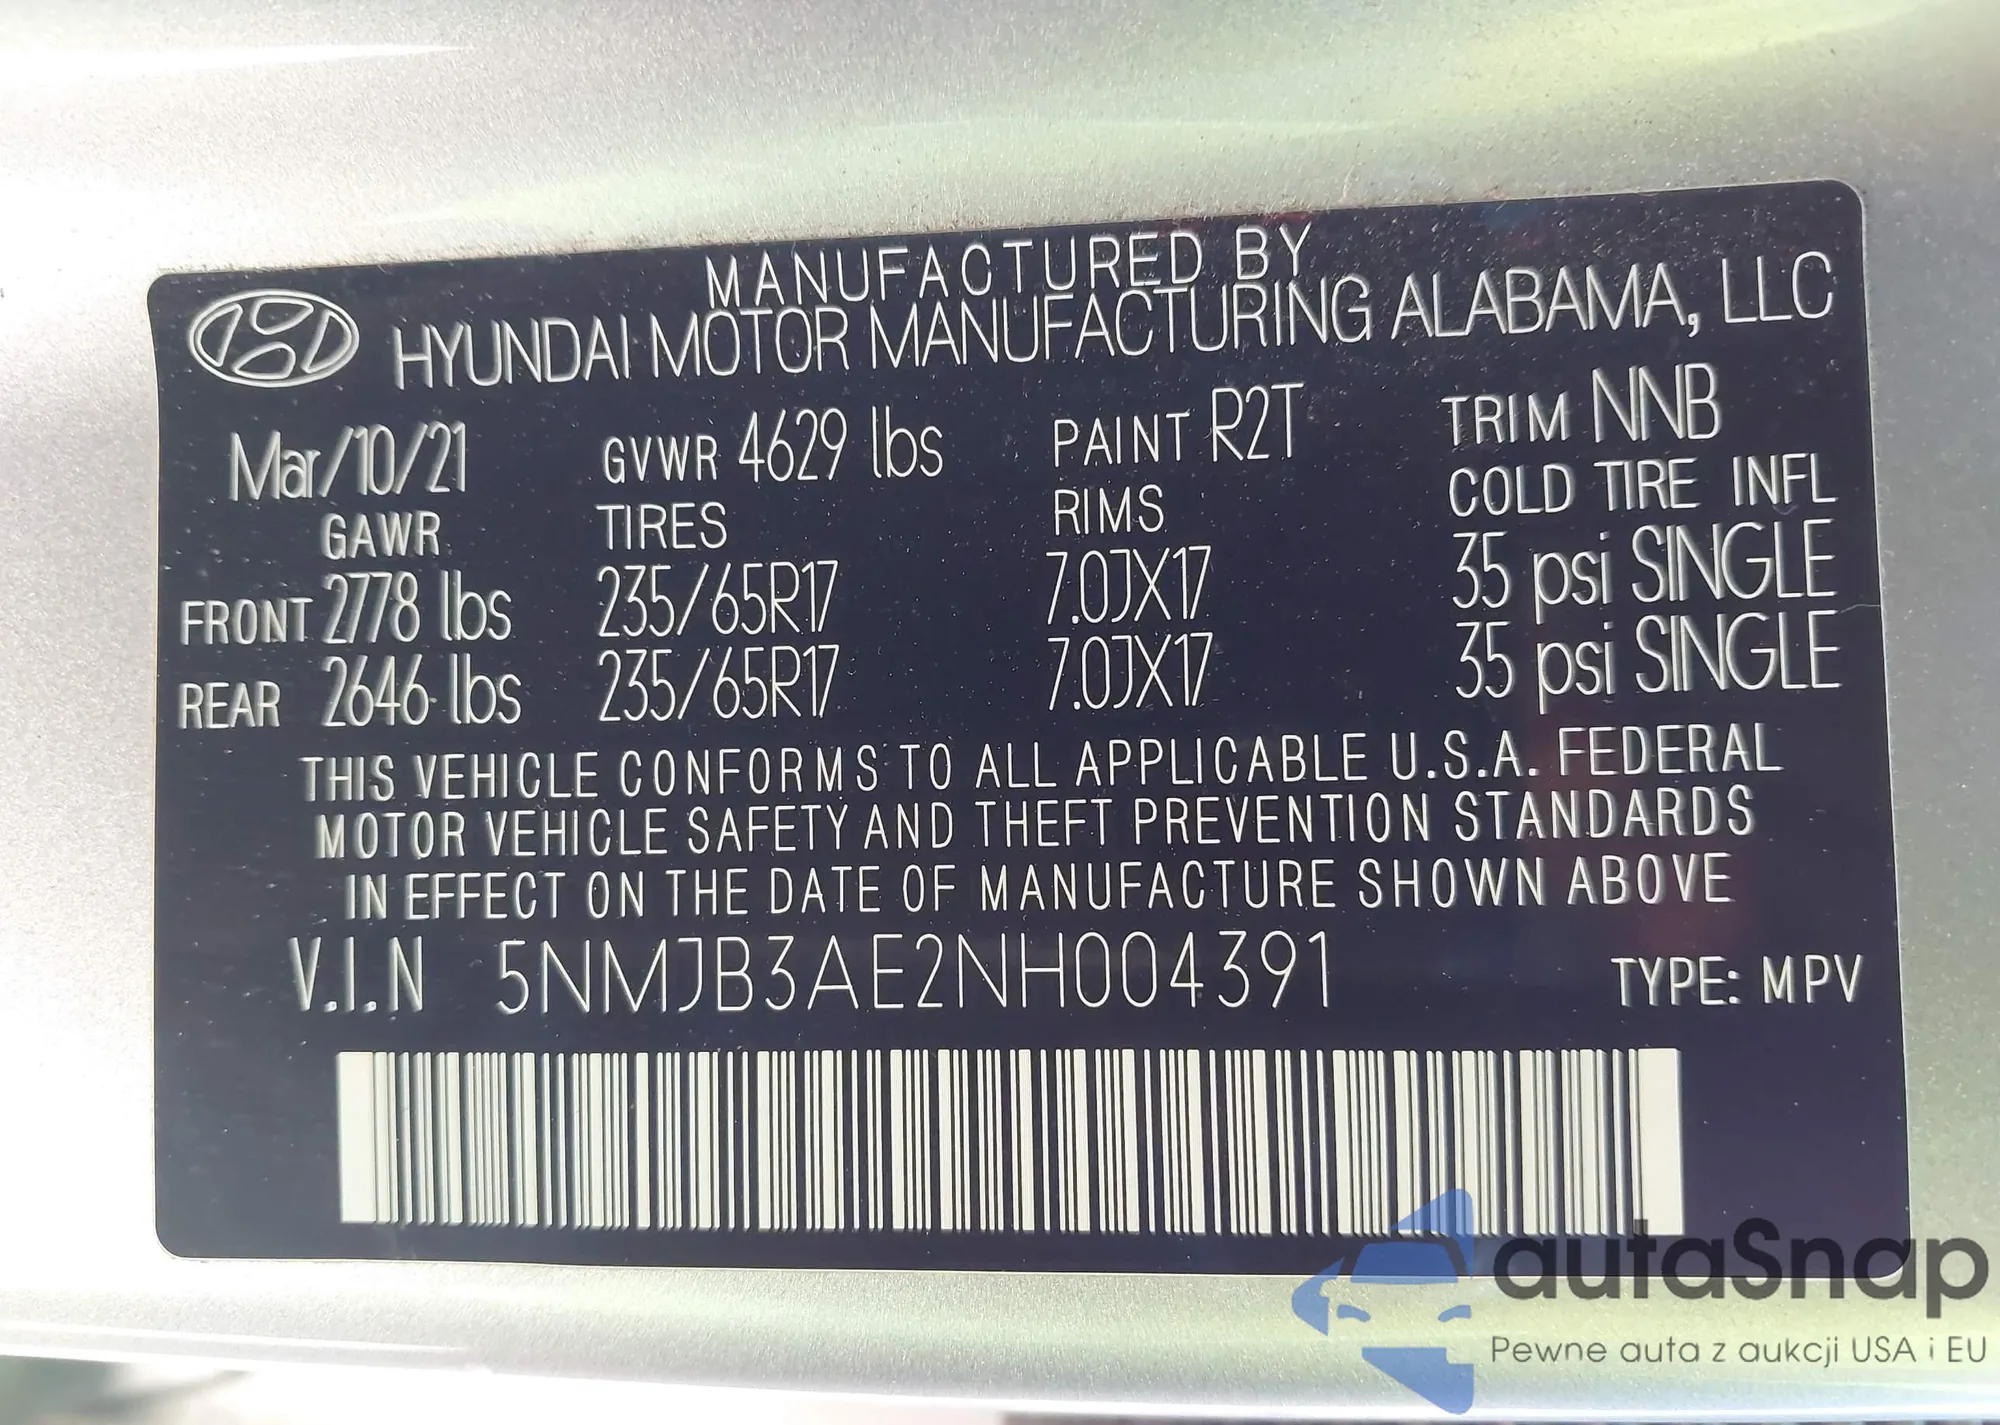 MANUFACTURED BY
HYUNDAI MOTOR MANUFACTURING ALABAMA, LLC
Mar/10/21 GVWR 4629 lbs PAINT R2T TRIM NNB
GAWR TIRES RIMS COLD TIRE INFL
FRONT 2778 lbs 235/65R17 7.0JX17 35 psi SINGLE
REAR 2646 lbs 235/65R17 7.0JX17 35 psi SINGLE
THIS VEHICLE CONFORMS TO ALL APPLICABLE U.S.A. FEDERAL
MOTOR VEHICLE SAFETY AND THEFT PREVENTION STANDARDS
IN EFFECT ON THE DATE OF MANUFACTURE SHOWN ABOVE
V.I.N 5NMJB3AE2NH004391 TYPE: MPV
autaSnap
Pewne auta z aukcji USA i EU